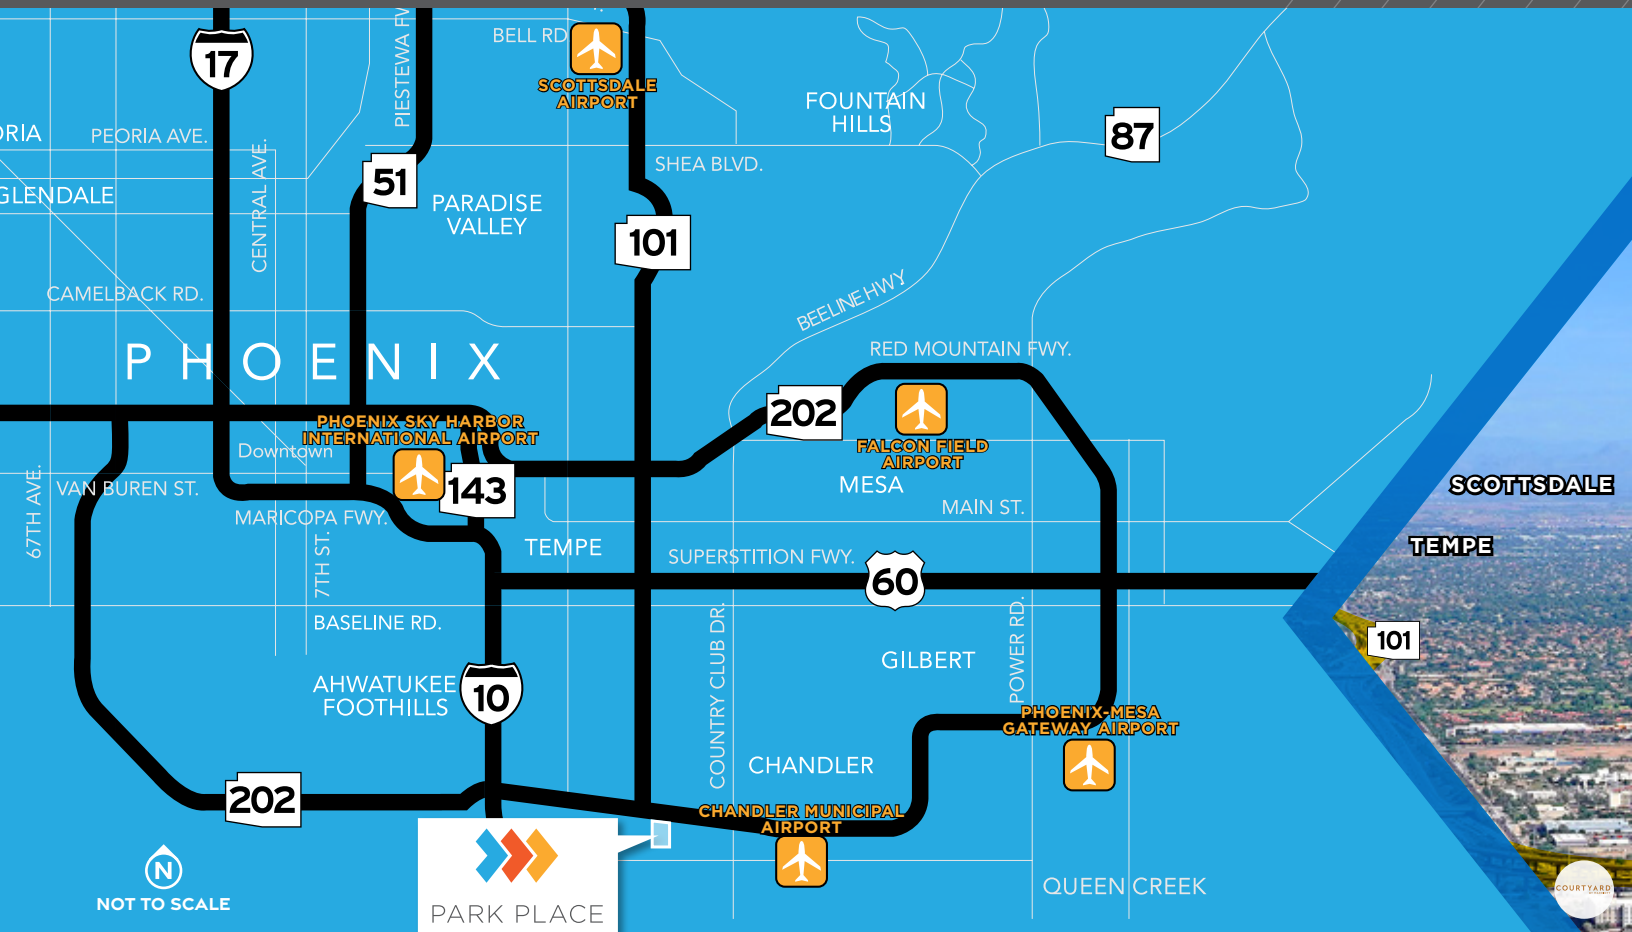 BELL RD
PIESTEWA FW
17
SCOTTSDALE
AIRPORT
FOUNTAIN
HILLS
87
ORIA
PEORIA AVE.
CENTRAL AVE.
SHEA BLVD.
51
GLENDALE
PARADISE
VALLEY
101
CAMELBACK RD.
BEELINE HWY
PHOENIX
RED MOUNTAIN FWY.
202
PHOENIX SKY HARBOR
INTERNATIONAL AIRPORT
Downtown
FALCON FIELD
AIRPORT
MESA
SCOTTSDALE
67TH AVE.
VAN BUREN ST.
143
MAIN ST.
MARICOPA FWY.
7TH ST.
TEMPE
TEMPE
SUPERSTITION FWY.
60
BASELINE RD.
COUNTRY CLUB DR.
POWER RD.
101
GILBERT
AHWATUKEE
FOOTHILLS
10
PHOENIX-MESA
GATEWAY AIRPORT
CHANDLER
202
CHANDLER MUNICIPAL
AIRPORT
N
NOT TO SCALE
PARK PLACE
QUEEN CREEK
COURTYARD